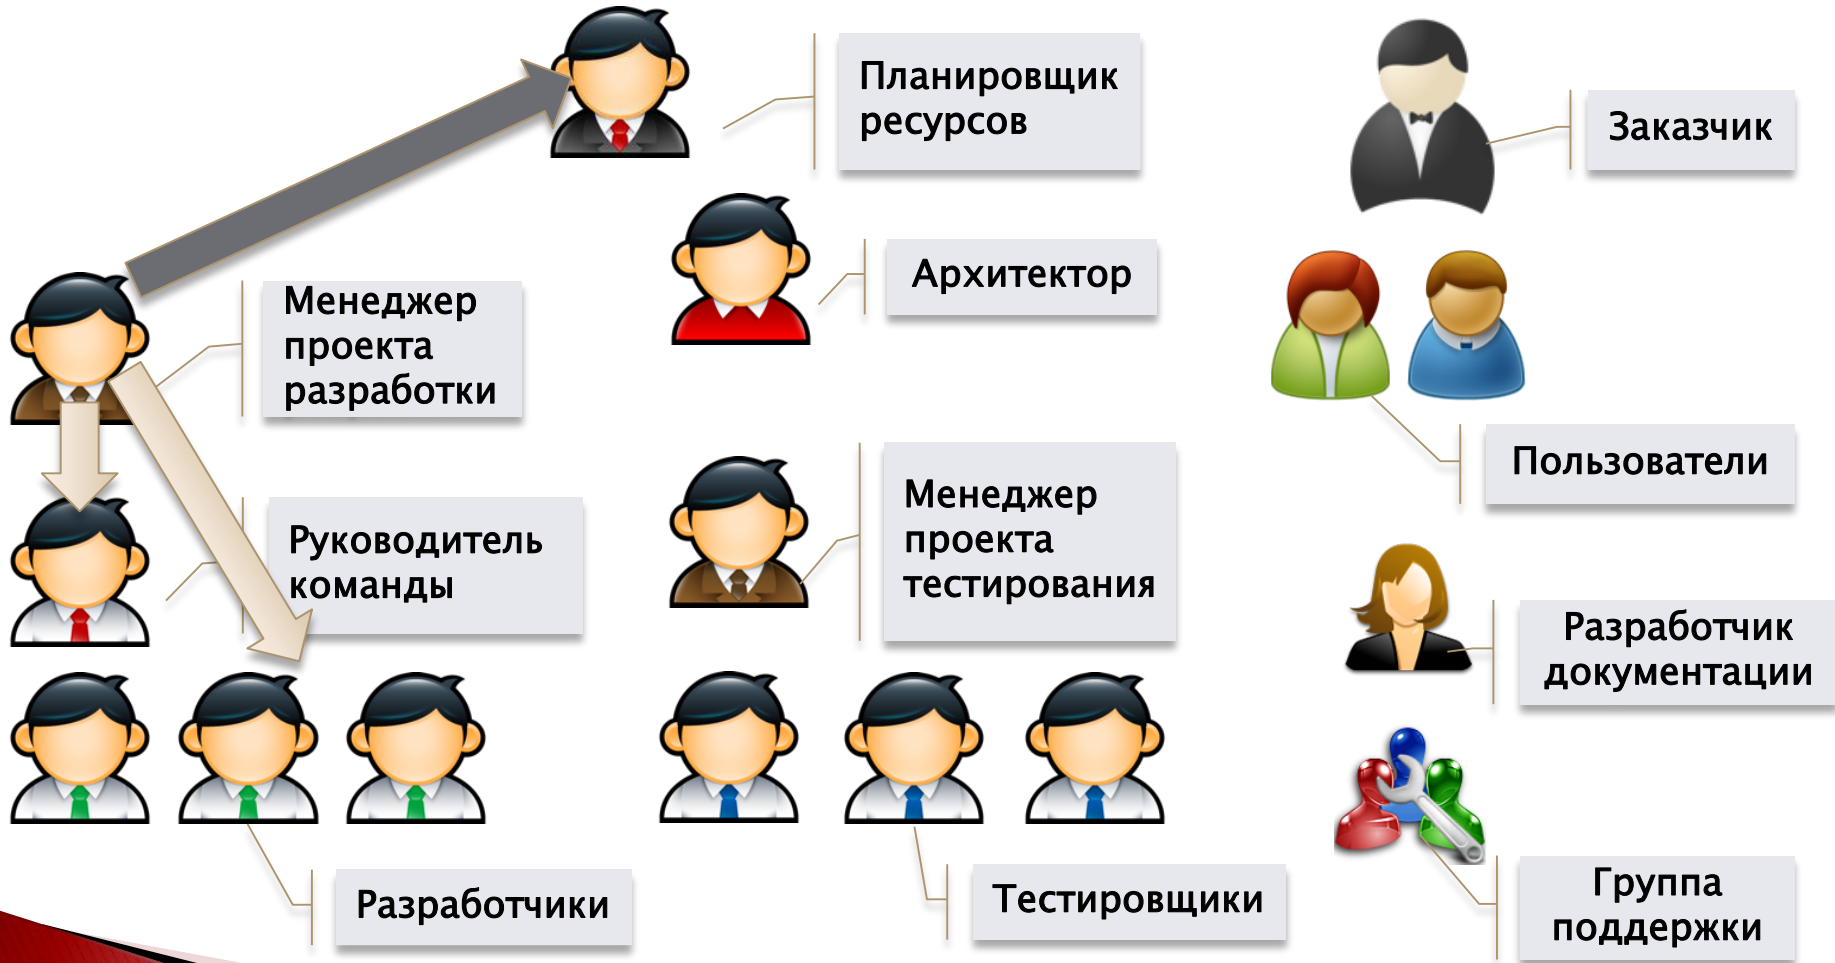 Планировщик
ресурсов
Заказчик
Архитектор
Менеджер
проекта
разработки
Пользователи
Менеджер
проекта
тестирования
Руководитель
команды
Разработчик
документации
Разработчики
Тестировщики
Группа
поддержки